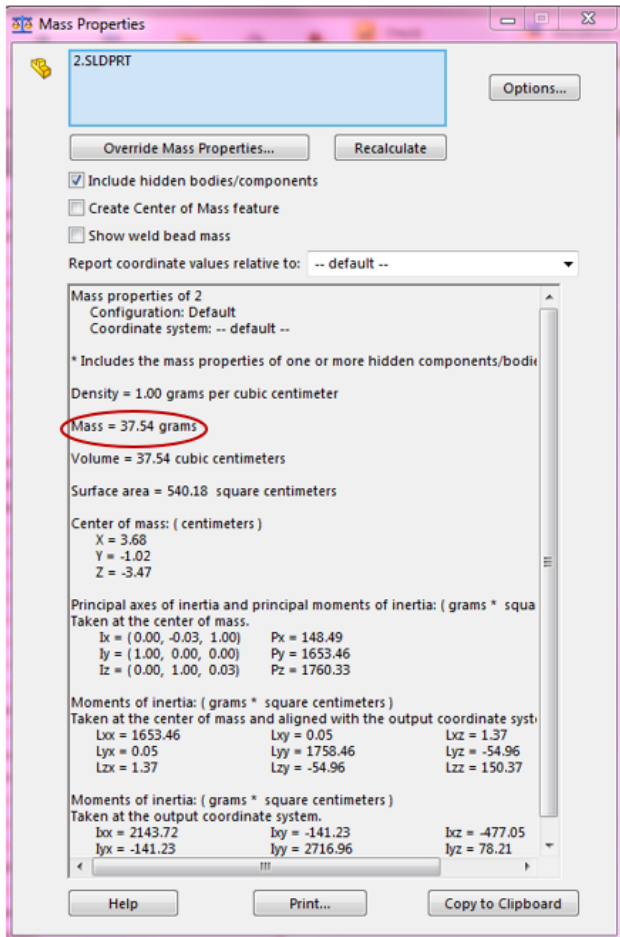 Mass Properties
2.SLDPRT
Options...
Override Mass Properties...
Recalculate
Include hidden bodies/components
Create Center of Mass feature
Show weld bead mass
Report coordinate values relative to: -- default --
Mass properties of 2
Configuration: Default
Coordinate system: -- default --
* Includes the mass properties of one or more hidden components/bodie
Density = 1.00 grams per cubic centimeter
Mass = 37.54 grams
Volume = 37.54 cubic centimeters
Surface area = 540.18 square centimeters
Center of mass: ( centimeters )
X = 3.68
Y = -1.02
Z = -3.47
Principal axes of inertia and principal moments of inertia: ( grams * squa
Taken at the center of mass.
Ix = ( 0.00, -0.03, 1.00) Px = 148.49
Iy = ( 1.00, 0.00, 0.00) Py = 1653.46
Iz = ( 0.00, 1.00, 0.03) Pz = 1760.33
Moments of inertia: ( grams * square centimeters )
Taken at the center of mass and aligned with the output coordinate syst
Lxx = 1653.46 Lxy = 0.05 Lxz = 1.37
Lyx = 0.05 Lyy = 1758.46 Lyz = -54.96
Lzx = 1.37 Lzy = -54.96 Lzz = 150.37
Moments of inertia: ( grams * square centimeters )
Taken at the output coordinate system.
Ixx = 2143.72 Ixy = -141.23 Ixz = -477.05
Iyx = -141.23 Iyy = 2716.96 Iyz = 78.21
Help
Print...
Copy to Clipboard